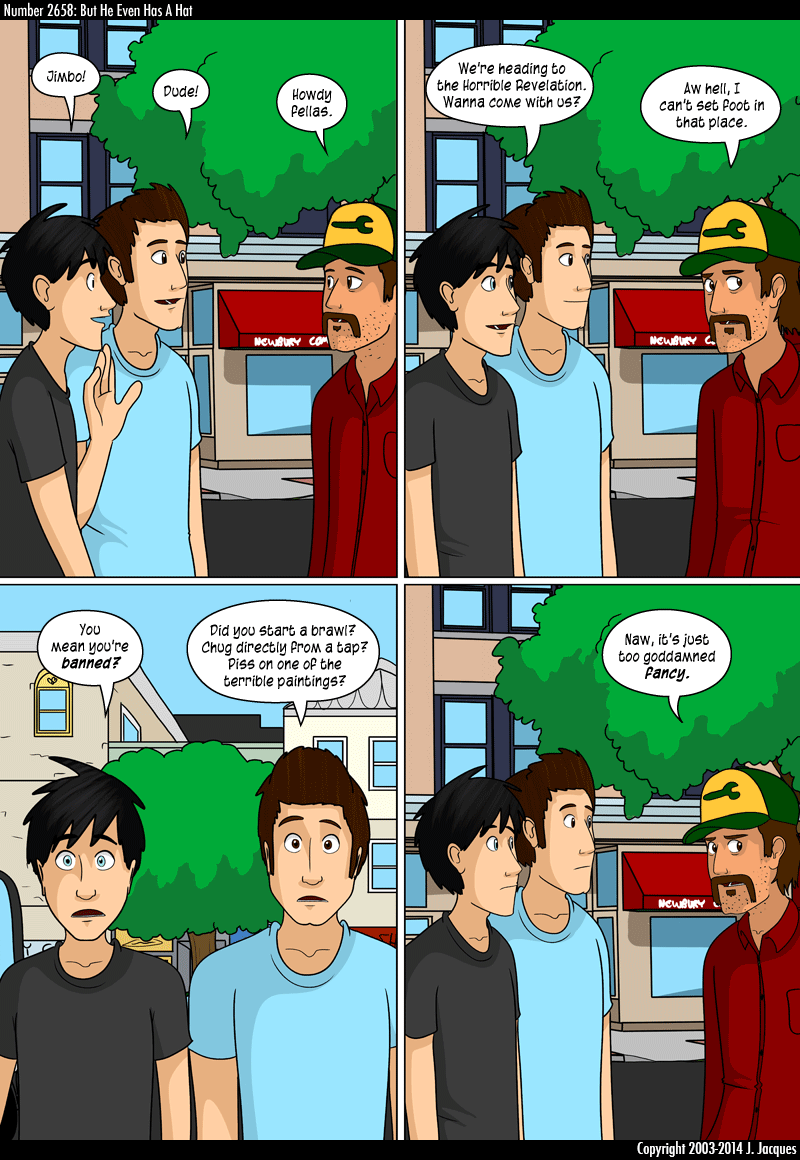 Number 2658: But He Even Has A Hat
Jimbo!
Dude!
Howdy
fellas.
NEWBURY COM
We're heading to
the Horrible Revelation.
Wanna come with us?
Aw hell, I
can't set foot in
that place.
NEWBURY C
You
mean you're
banned?
Did you start a brawl?
Chug directly from a tap?
Piss on one of the
terrible paintings?
Naw, it's just
too goddamned
fancy.
NEWBURY C
Copyright 2003-2014 J. Jacques